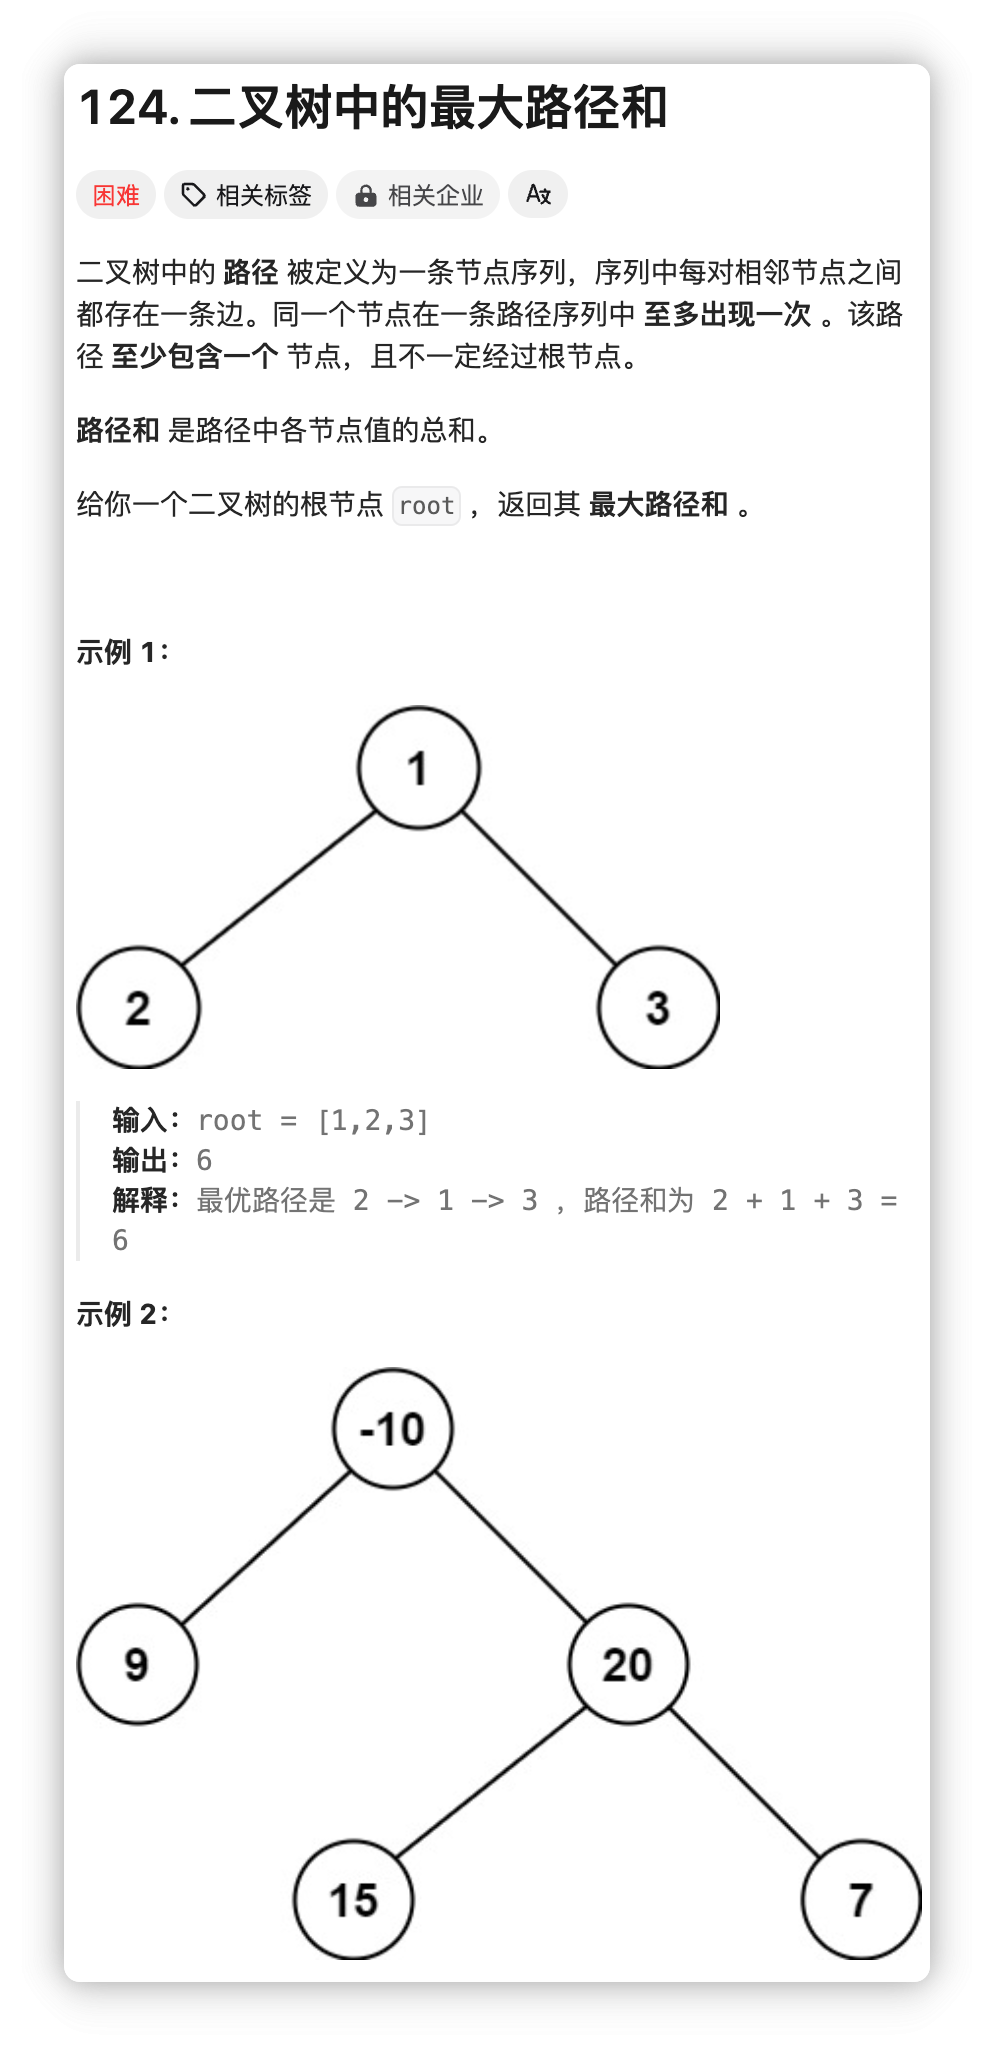 124. 二叉树中的最大路径和
困难 相关标签 相关企业 A文
二叉树中的 路径 被定义为一条节点序列，序列中每对相邻节点之间
都存在一条边。同一个节点在一条路径序列中 至多出现一次 。该路
径 至少包含一个 节点，且不一定经过根节点。
路径和 是路径中各节点值的总和。
给你一个二叉树的根节点 root ，返回其 最大路径和 。
示例 1：
1
2 3
输入：root = [1,2,3]
输出：6
解释：最优路径是 2 -> 1 -> 3 ，路径和为 2 + 1 + 3 =
6
示例 2：
-10
9 20
15 7